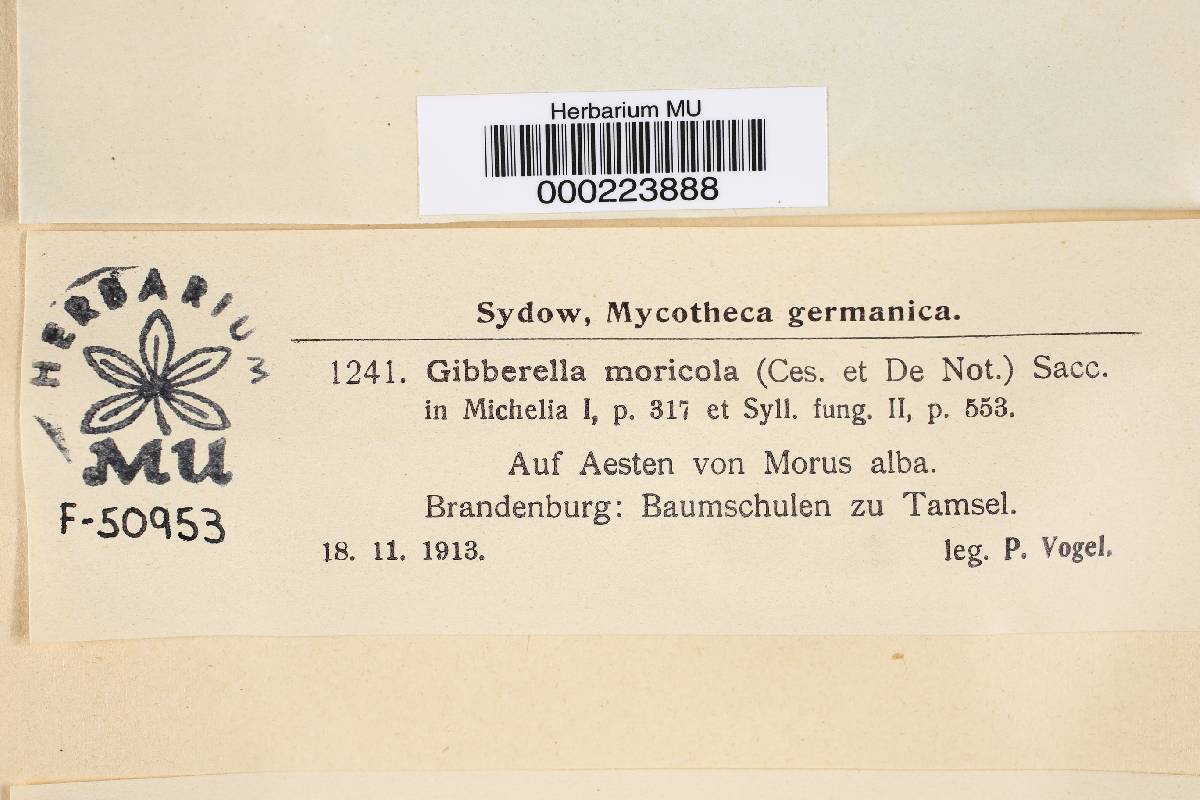 Herbarium MU
000223888
HERBARIUM
MU
F-50953
Sydow, Mycotheca germanica.
1241. Gibberella moricola (Ces. et De Not.) Sacc.
in Michelia I, p. 317 et Syll. fung. II, p. 553.
Auf Aesten von Morus alba.
Brandenburg: Baumschulen zu Tamsel.
18. 11. 1913.
leg. P. Vogel.